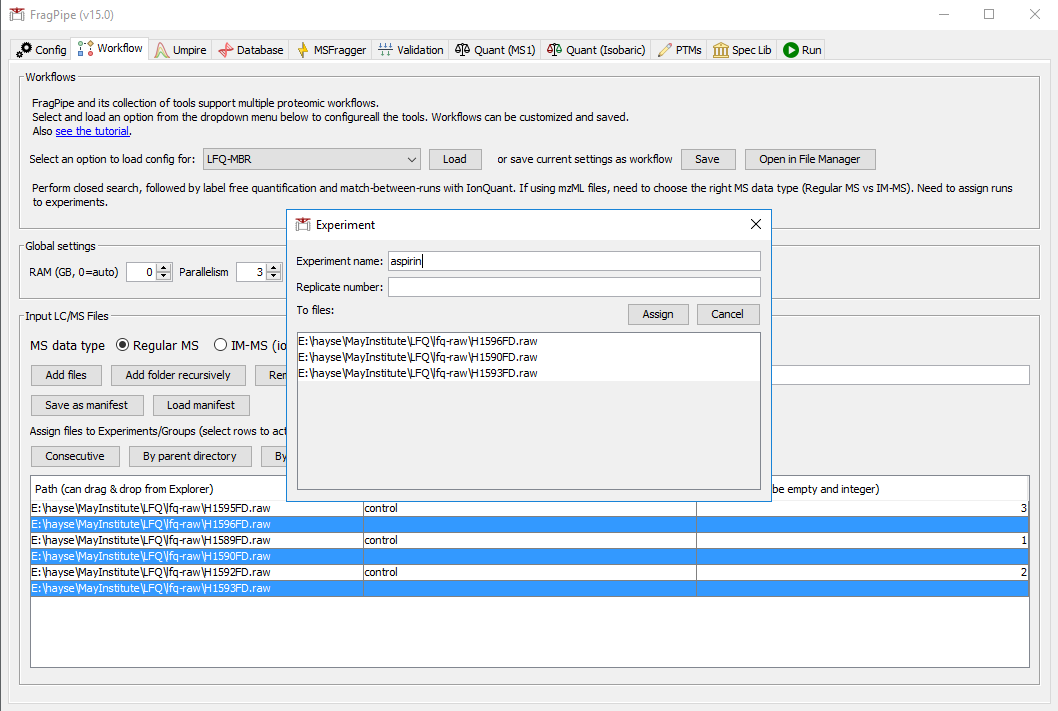 FragPipe (v15.0)
Config Workflow Umpire Database MSFragger Validation Quant (MS1) Quant (Isobaric) PTMs Spec Lib Run
Workflows
FragPipe and its collection of tools support multiple proteomic workflows.
Select and load an option from the dropdown menu below to configureall the tools. Workflows can be customized and saved.
Also see the tutorial.
Select an option to load config for: LFQ-MBR Load or save current settings as workflow Save Open in File Manager
Perform closed search, followed by label free quantification and match-between-runs with IonQuant. If using mzML files, need to choose the right MS data type (Regular MS vs IM-MS). Need to assign runs
to experiments.
Global settings
RAM (GB, 0=auto) 0 Parallelism 3
Input LC/MS Files
MS data type Regular MS IM-MS (io
Add files Add folder recursively Rer
Save as manifest Load manifest
Assign files to Experiments/Groups (select rows to act
Consecutive By parent directory By
Experiment
Experiment name: aspirin
Replicate number:
To files: Assign Cancel
E:\hayse\MayInstitute\LFQ\lfq-raw\H1596FD.raw
E:\hayse\MayInstitute\LFQ\lfq-raw\H1590FD.raw
E:\hayse\MayInstitute\LFQ\lfq-raw\H1593FD.raw
Path (can drag & drop from Explorer) be empty and integer)
E:\hayse\MayInstitute\LFQ\lfq-raw\H1595FD.raw control 3
E:\hayse\MayInstitute\LFQ\lfq-raw\H1596FD.raw
E:\hayse\MayInstitute\LFQ\lfq-raw\H1589FD.raw control 1
E:\hayse\MayInstitute\LFQ\lfq-raw\H1590FD.raw
E:\hayse\MayInstitute\LFQ\lfq-raw\H1592FD.raw control 2
E:\hayse\MayInstitute\LFQ\lfq-raw\H1593FD.raw